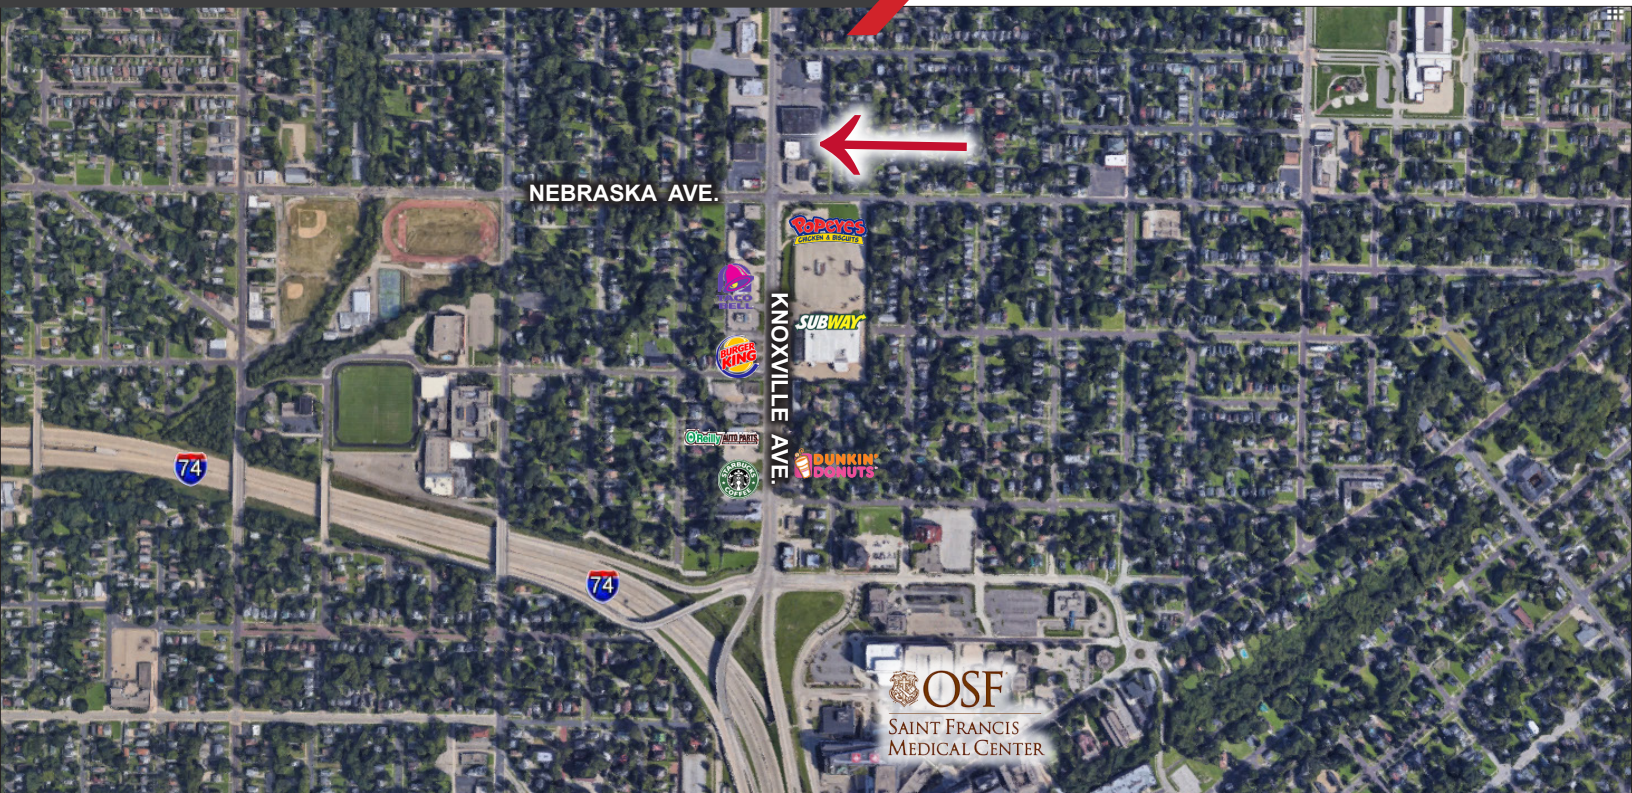 NEBRASKA AVE.
POPEYES
CHICKEN & BISCUITS
TACO
BELL
KNOXVILLE AVE.
SUBWAY
BURGER
KING
O'Reilly AUTO PARTS
STARBUCKS
COFFEE
DUNKIN'
DONUTS
74
74
OSF
SAINT FRANCIS
MEDICAL CENTER